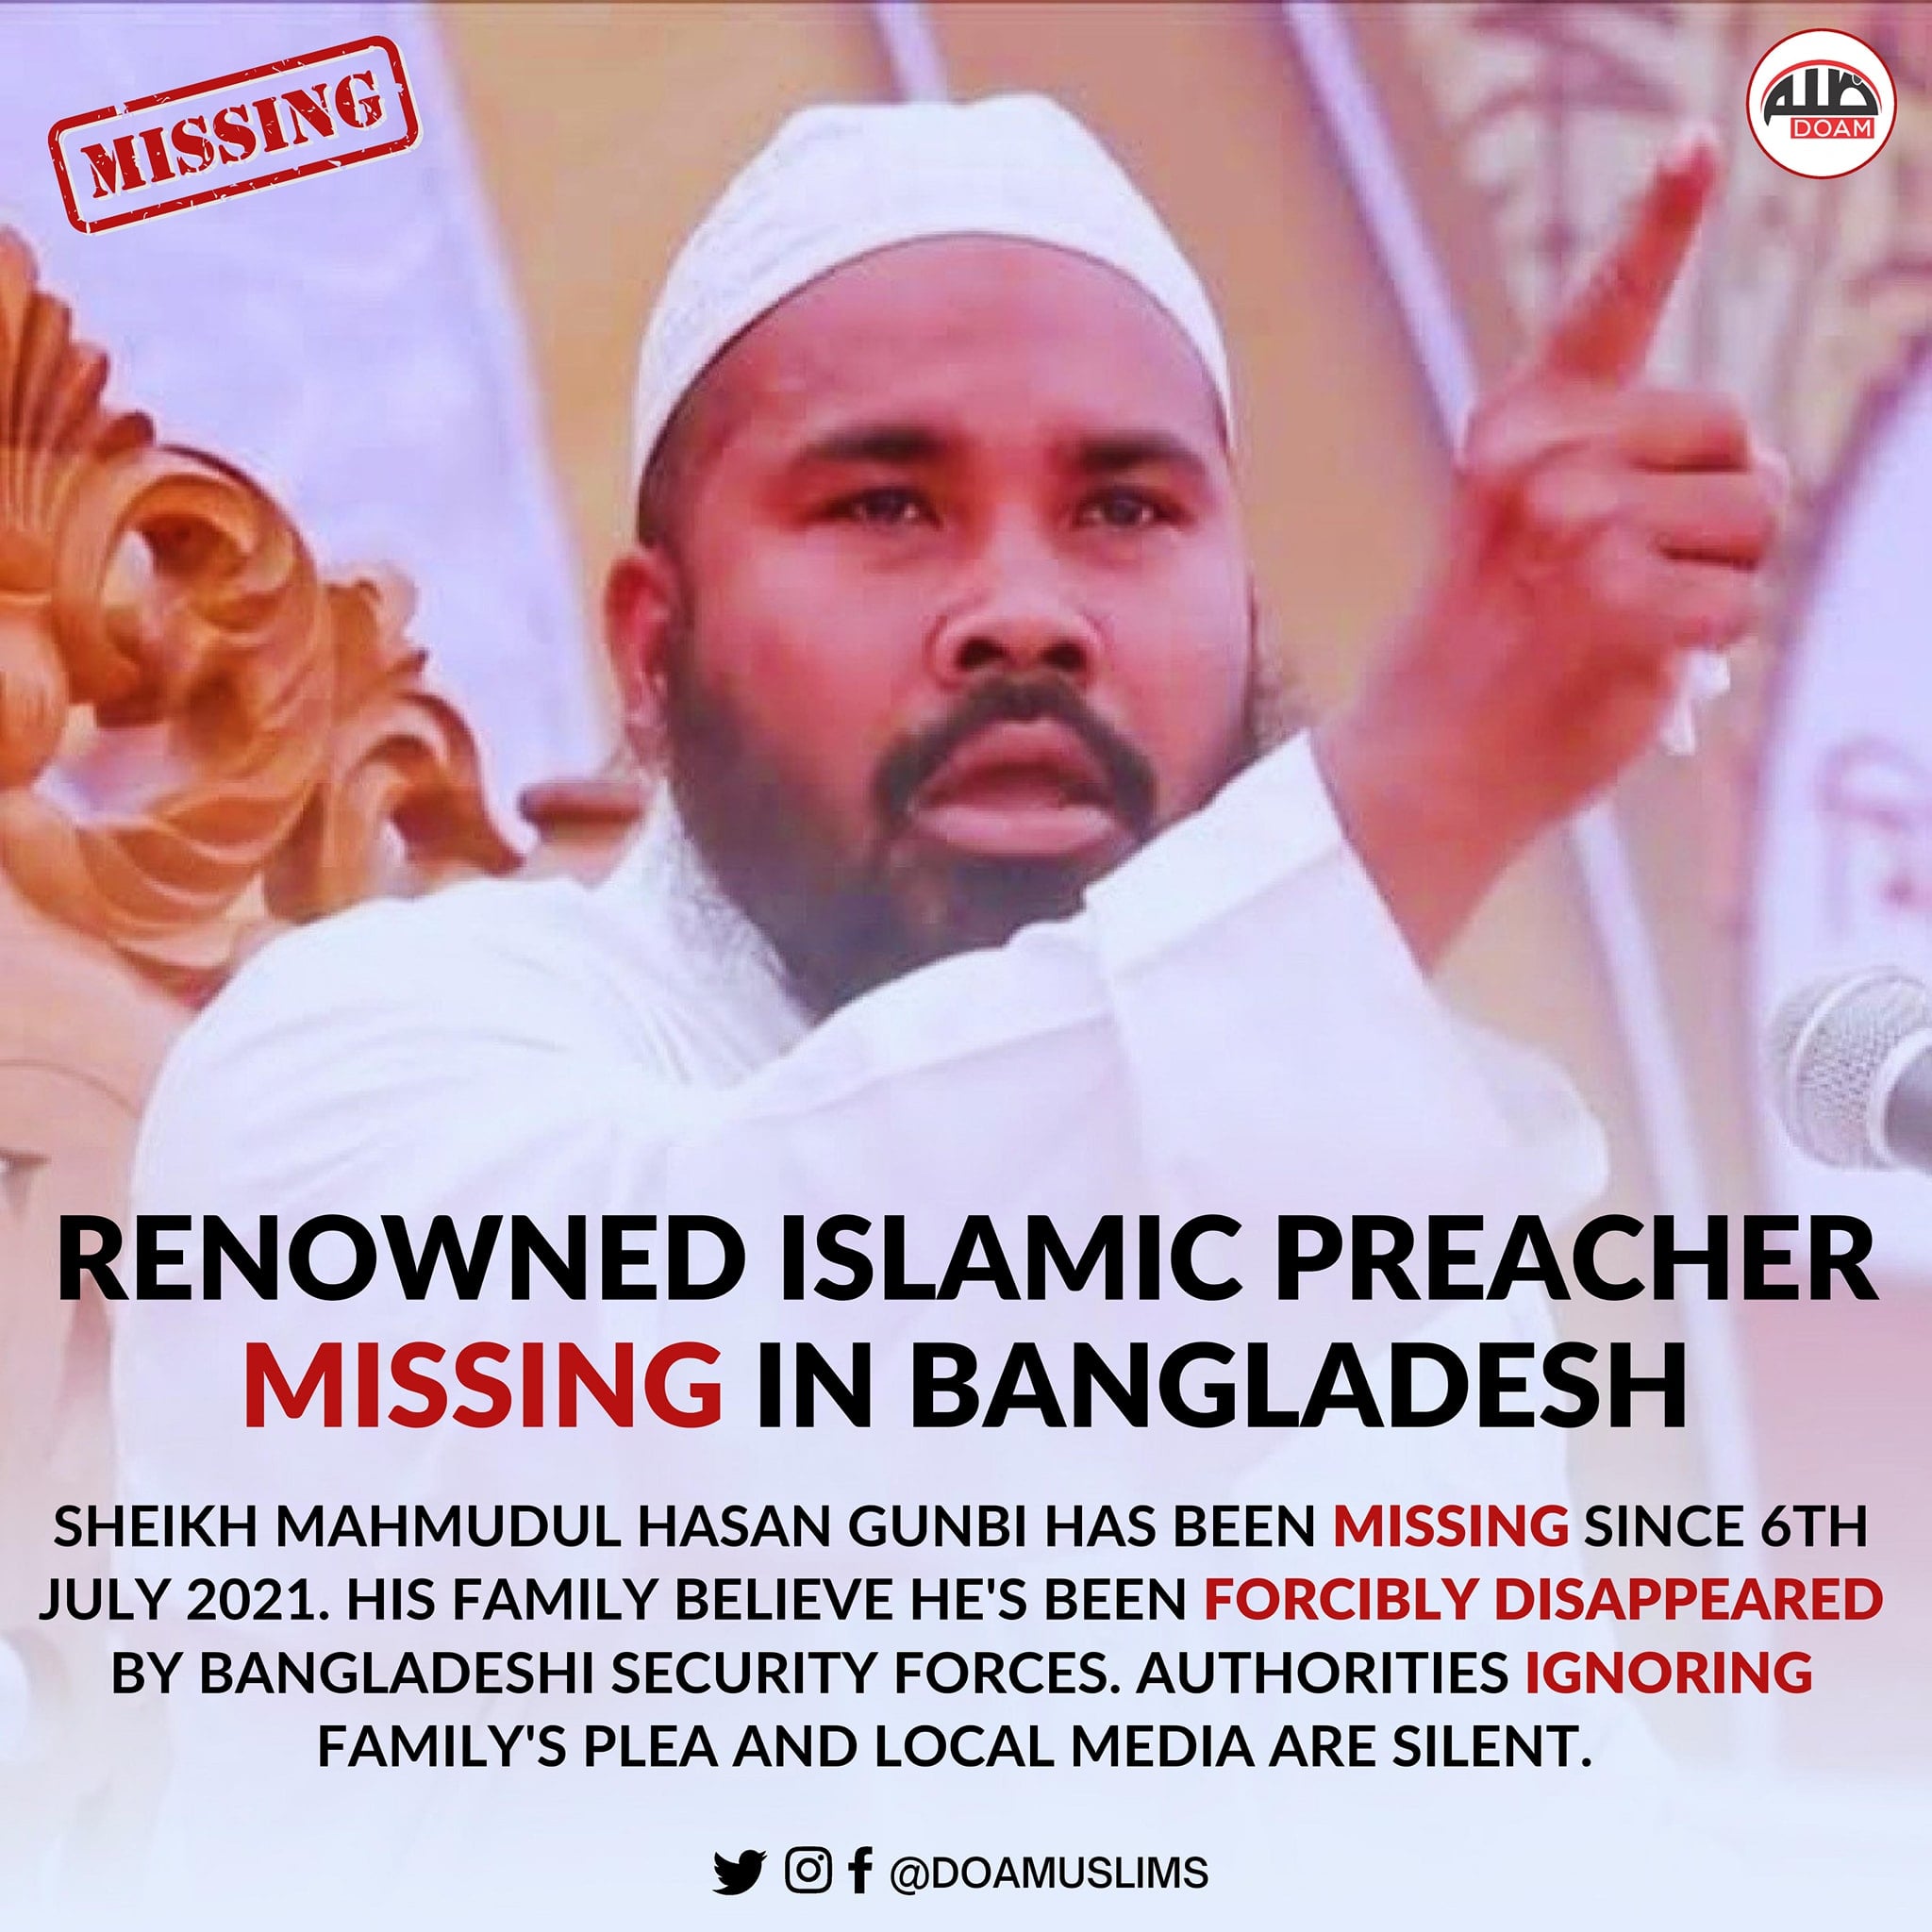 MISSING
ظلم
DOAM
RENOWNED ISLAMIC PREACHER
MISSING IN BANGLADESH
SHEIKH MAHMUDUL HASAN GUNBI HAS BEEN MISSING SINCE 6TH
JULY 2021. HIS FAMILY BELIEVE HE'S BEEN FORCIBLY DISAPPEARED
BY BANGLADESHI SECURITY FORCES. AUTHORITIES IGNORING
FAMILY'S PLEA AND LOCAL MEDIA ARE SILENT.
@DOAMUSLIMS